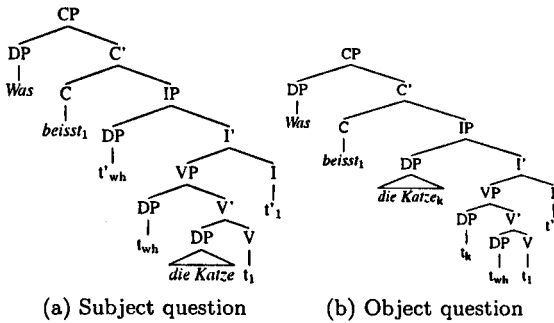 CP
CP
DP
C'
DP
C'
Was
C
IP
Was
C
IP
beisst1
DP
I'
beisst1
DP
I'
t'wh
VP
I
die Katzek
VP
I
DP
V'
t'1
DP
V'
t'
twh
DP
V
tk
DP
V
die Katze
t1
twh
t1
(a) Subject question
(b) Object question